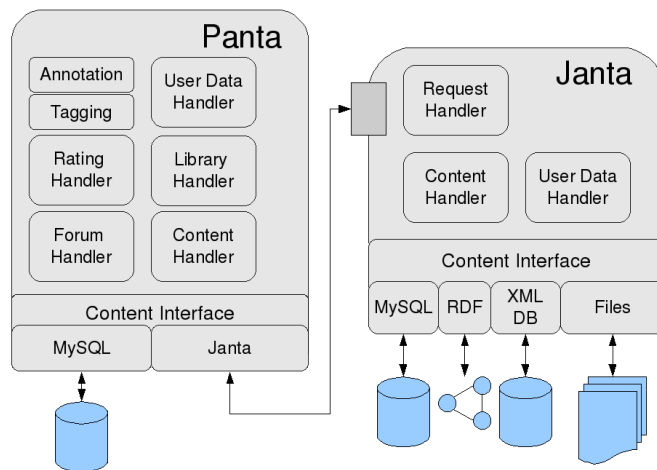 Panta
Annotation
Tagging
User Data
Handler
Rating
Handler
Library
Handler
Forum
Handler
Content
Handler
Content Interface
MySQL
Janta
Janta
Request
Handler
Content
Handler
User Data
Handler
Content Interface
MySQL
RDF
XML
DB
Files